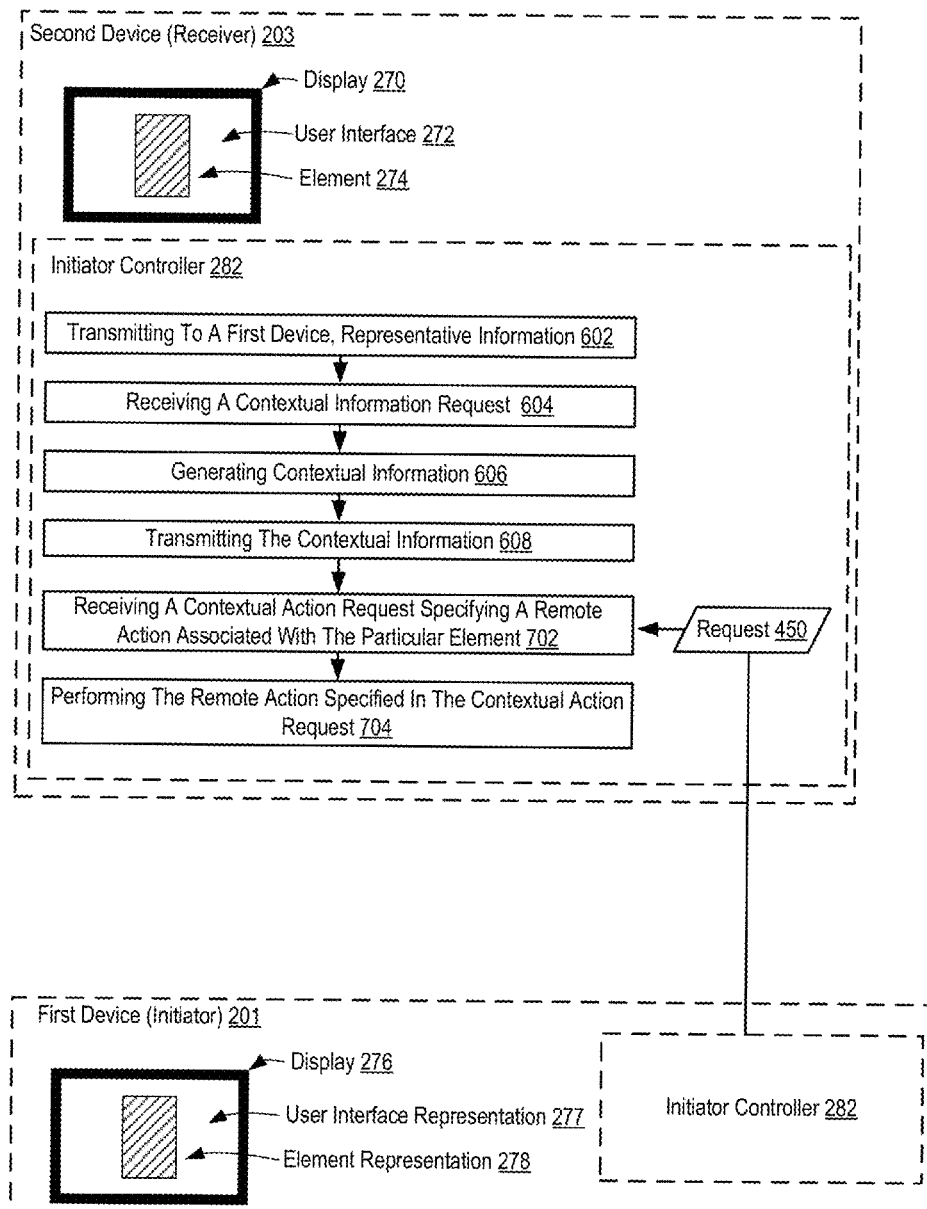 Second Device (Receiver) 203
Display 270
User Interface 272
Element 274
Initiator Controller 282
Transmitting To A First Device, Representative Information 602
Receiving A Contextual Information Request 604
Generating Contextual Information 606
Transmitting The Contextual Information 608
Receiving A Contextual Action Request Specifying A Remote
Action Associated With The Particular Element 702
Request 450
Performing The Remote Action Specified In The Contextual Action
Request 704
First Device (Initiator) 201
Display 276
User Interface Representation 277
Element Representation 278
Initiator Controller 282